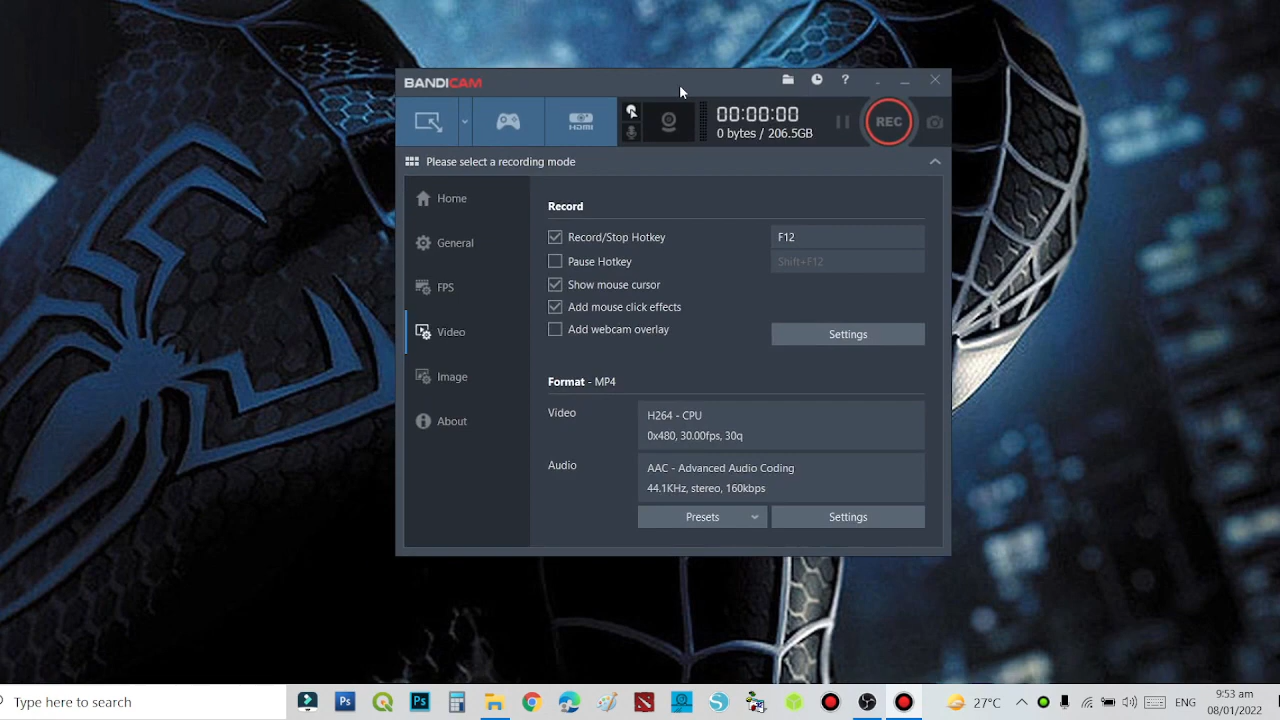 BANDICAM
?
HDMI
00:00:00
0 bytes / 206.5GB
REC
Please select a recording mode
Home
General
FPS
Video
Image
About
Record
Record/Stop Hotkey
F12
Pause Hotkey
Shift+F12
Show mouse cursor
Add mouse click effects
Add webcam overlay
Settings
Format - MP4
Video
H264 - CPU
0x480, 30.00fps, 30q
Audio
AAC - Advanced Audio Coding
44.1KHz, stereo, 160kbps
Presets
Settings
Type here to search
Ps
Ps
27°C
ENG
9:53 am
08/01/2022